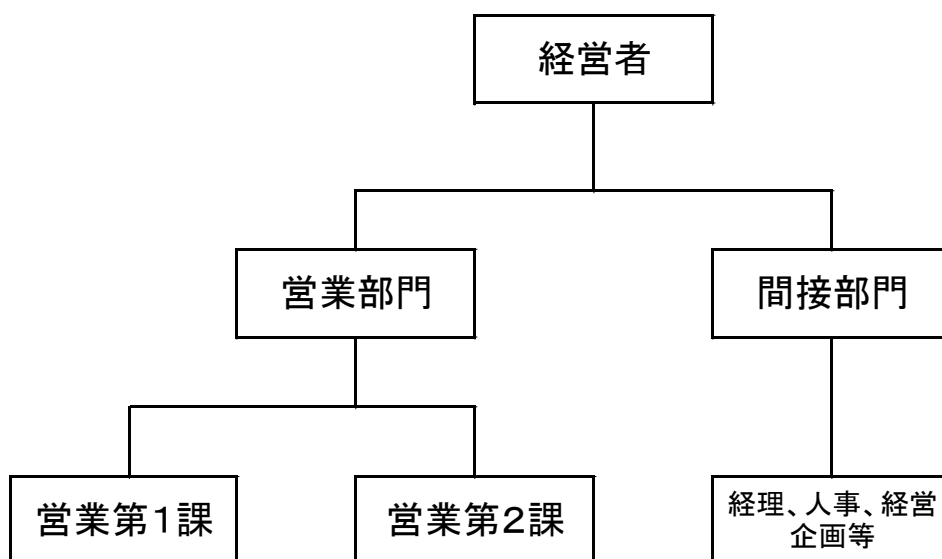 経営者
営業部門
間接部門
営業第1課
営業第2課
経理、人事、経営
企画等